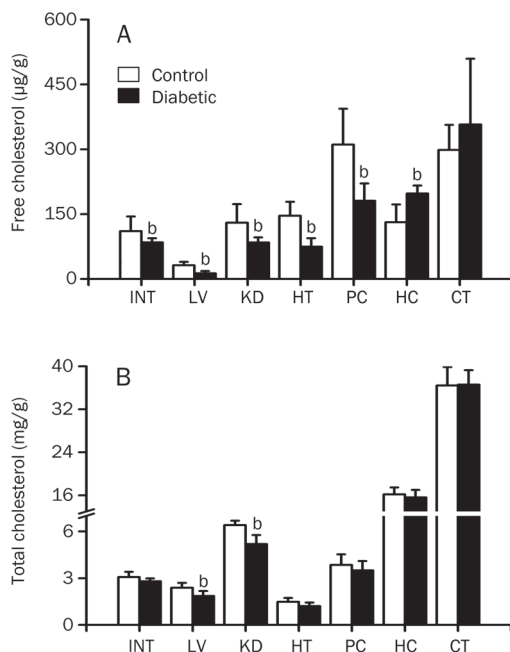 A
Control
Diabetic
Free cholesterol (μg/g)
600
450
300
150
0
b
b
b
b
b
b
INT LV KD HT PC HC CT
B
Total cholesterol (mg/g)
40
32
24
16
6
3
0
b
b
INT LV KD HT PC HC CT